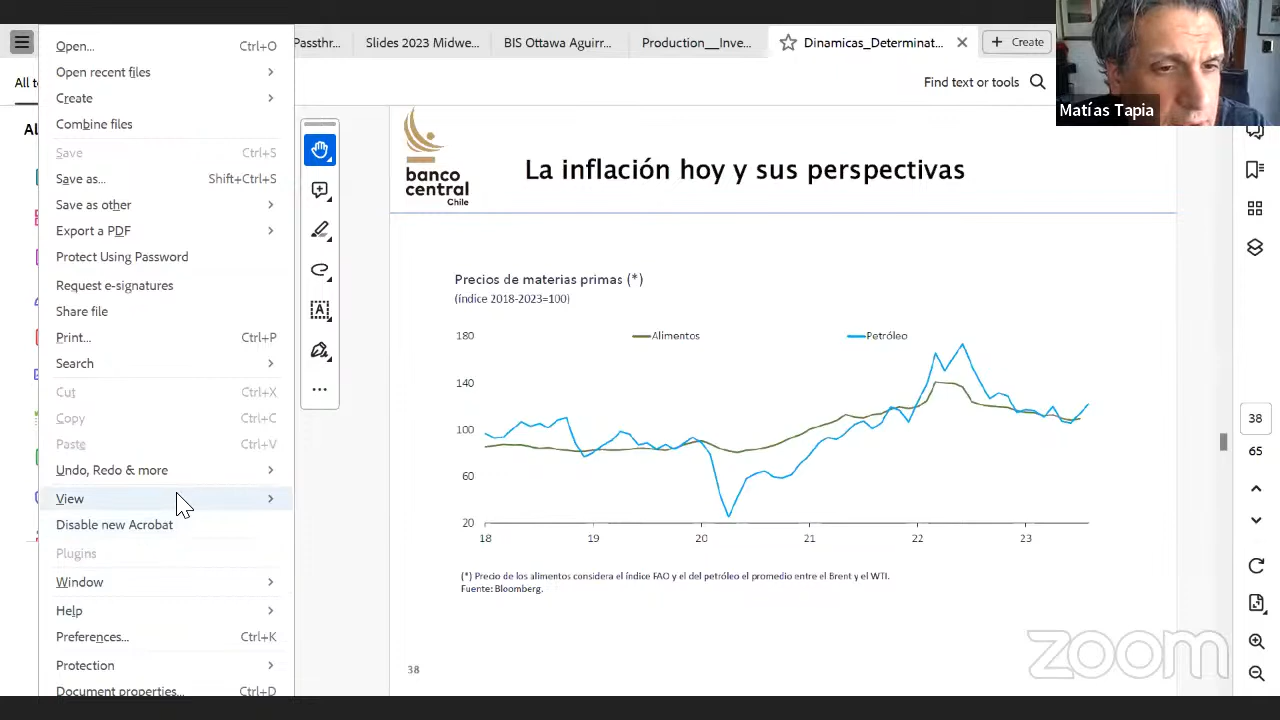 Passthr...
Slides 2023 Midwe...
BIS Ottawa Aguirr...
Production__Inve...
Dinamicas_Determinat...
Create
All to
Find text or tools
Matías Tapia
Al
Open... Ctrl+O
Open recent files
Create
Combine files
Save Ctrl+S
Save as... Shift+Ctrl+S
Save as other
Export a PDF
Protect Using Password
Request e-signatures
Share file
Print... Ctrl+P
Search
Cut Ctrl+X
Copy Ctrl+C
Paste Ctrl+V
Undo, Redo & more
View
Disable new Acrobat
Plugins
Window
Help
Preferences... Ctrl+K
Protection
Document properties... Ctrl+D
banco
central
Chile
La inflación hoy y sus perspectivas
Precios de materias primas (*)
(índice 2018-2023=100)
Alimentos Petróleo
180
140
100
60
20
18 19 20 21 22 23
(*) Precio de los alimentos considera el índice FAO y el del petróleo el promedio entre el Brent y el WTI.
Fuente: Bloomberg.
38
38
65
zoom